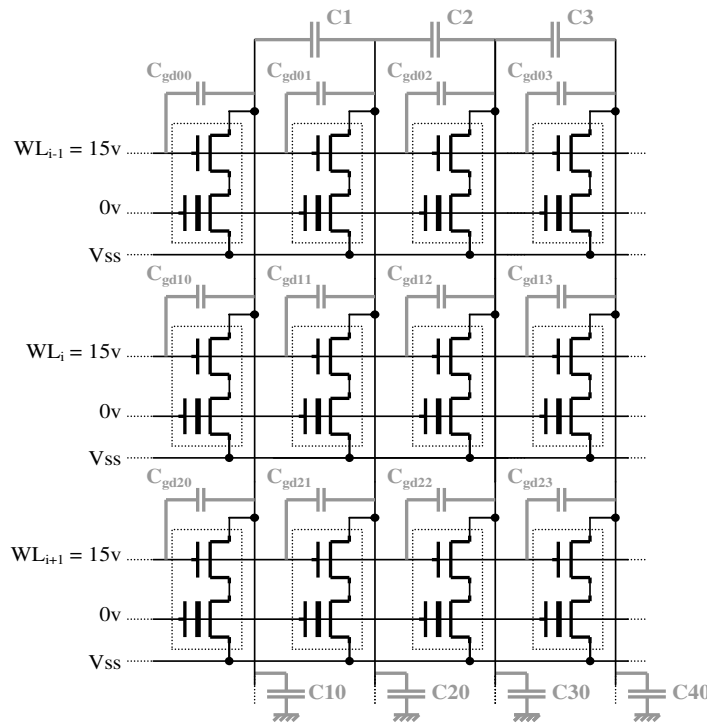 C1 C2 C3
Cgd00 Cgd01 Cgd02 Cgd03
WLi-1 = 15v
0v
Vss
Cgd10 Cgd11 Cgd12 Cgd13
WLi = 15v
0v
Vss
Cgd20 Cgd21 Cgd22 Cgd23
WLi+1 = 15v
0v
Vss
C10 C20 C30 C40